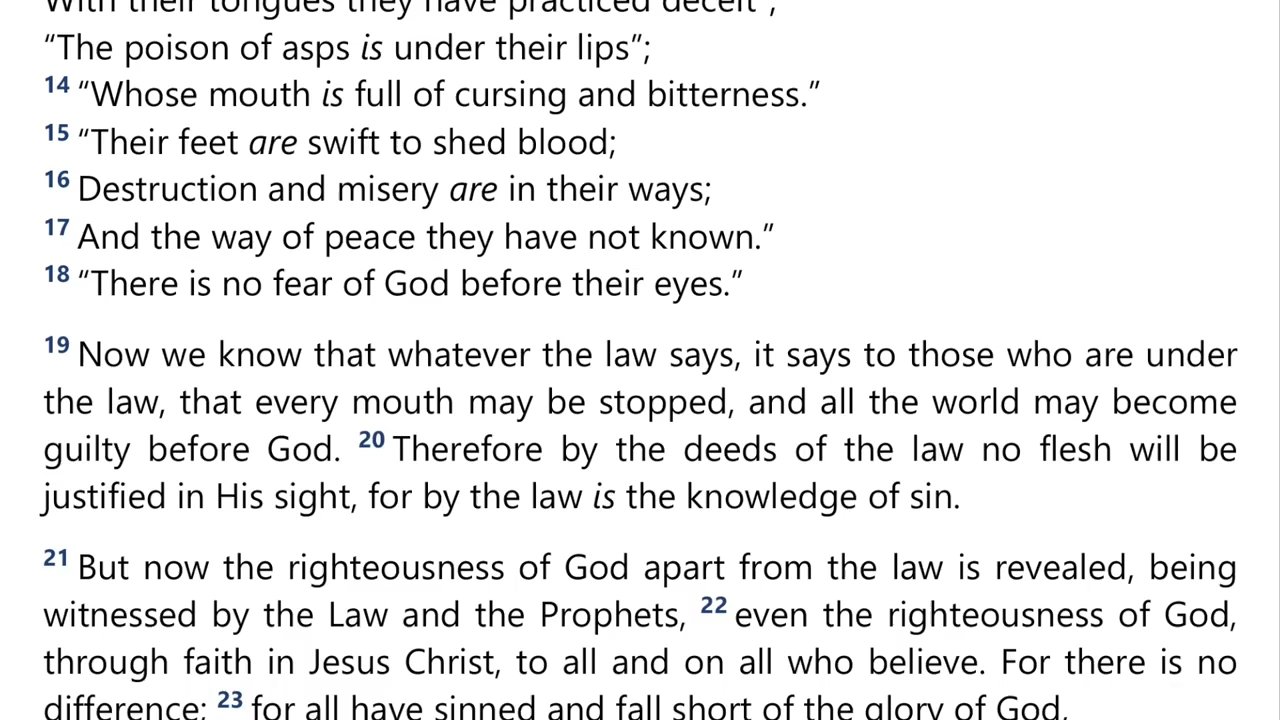 With their tongues they have practiced deceit";
“The poison of asps is under their lips”;
14 “Whose mouth is full of cursing and bitterness.”
15 “Their feet are swift to shed blood;
16 Destruction and misery are in their ways;
17 And the way of peace they have not known.”
18 “There is no fear of God before their eyes.”
19 Now we know that whatever the law says, it says to those who are under
the law, that every mouth may be stopped, and all the world may become
guilty before God. 20 Therefore by the deeds of the law no flesh will be
justified in His sight, for by the law is the knowledge of sin.
21 But now the righteousness of God apart from the law is revealed, being
witnessed by the Law and the Prophets, 22 even the righteousness of God,
through faith in Jesus Christ, to all and on all who believe. For there is no
difference; 23 for all have sinned and fall short of the glory of God,